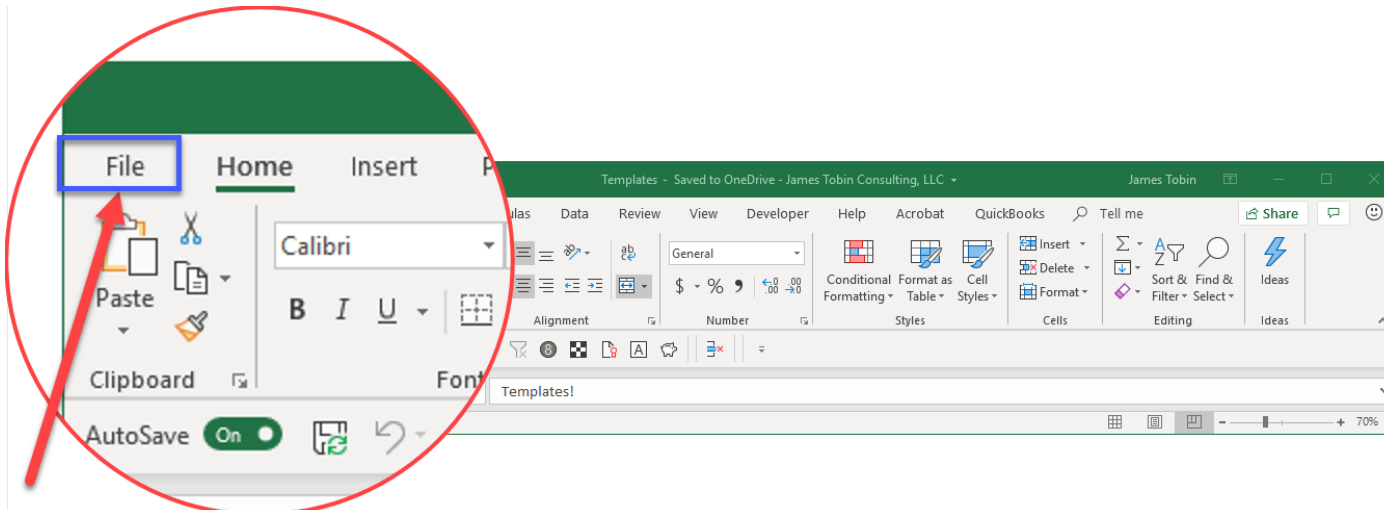 File Home Insert P
Calibri
Paste
B I U
Clipboard Font
AutoSave On
Templates - Saved to OneDrive - James Tobin Consulting, LLC James Tobin
ulas Data Review View Developer Help Acrobat QuickBooks Tell me Share
ab General Insert Σ A Z
$ % Conditional Formatting Format as Table Cell Styles Delete Format Sort & Filter Find & Select Ideas
Alignment Number Styles Cells Editing Ideas
8 A
Templates!
70%